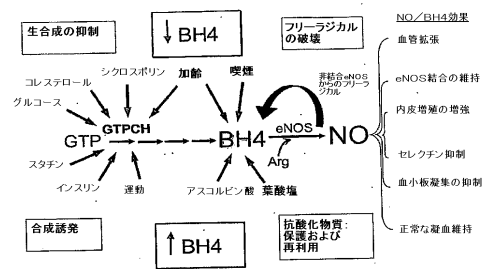 生合成の抑制
↓ BH4
フリーラジカル
の破壊
NO／BH4効果
血管拡張
シクロスポリン
加齢
喫煙
コレステロール
グルコース
非結合eNOS
からのフリーラ
ジカル
eNOS結合の維持
内皮増殖の増強
GTPCH
GTP
BH4
eNOS
NO
Arg
スタチン
インスリン
運動
アスコルビン酸
葉酸塩
セレクチン抑制
血小板凝集の抑制
正常な凝血維持
合成誘発
↑ BH4
抗酸化物質：
保護および
再利用